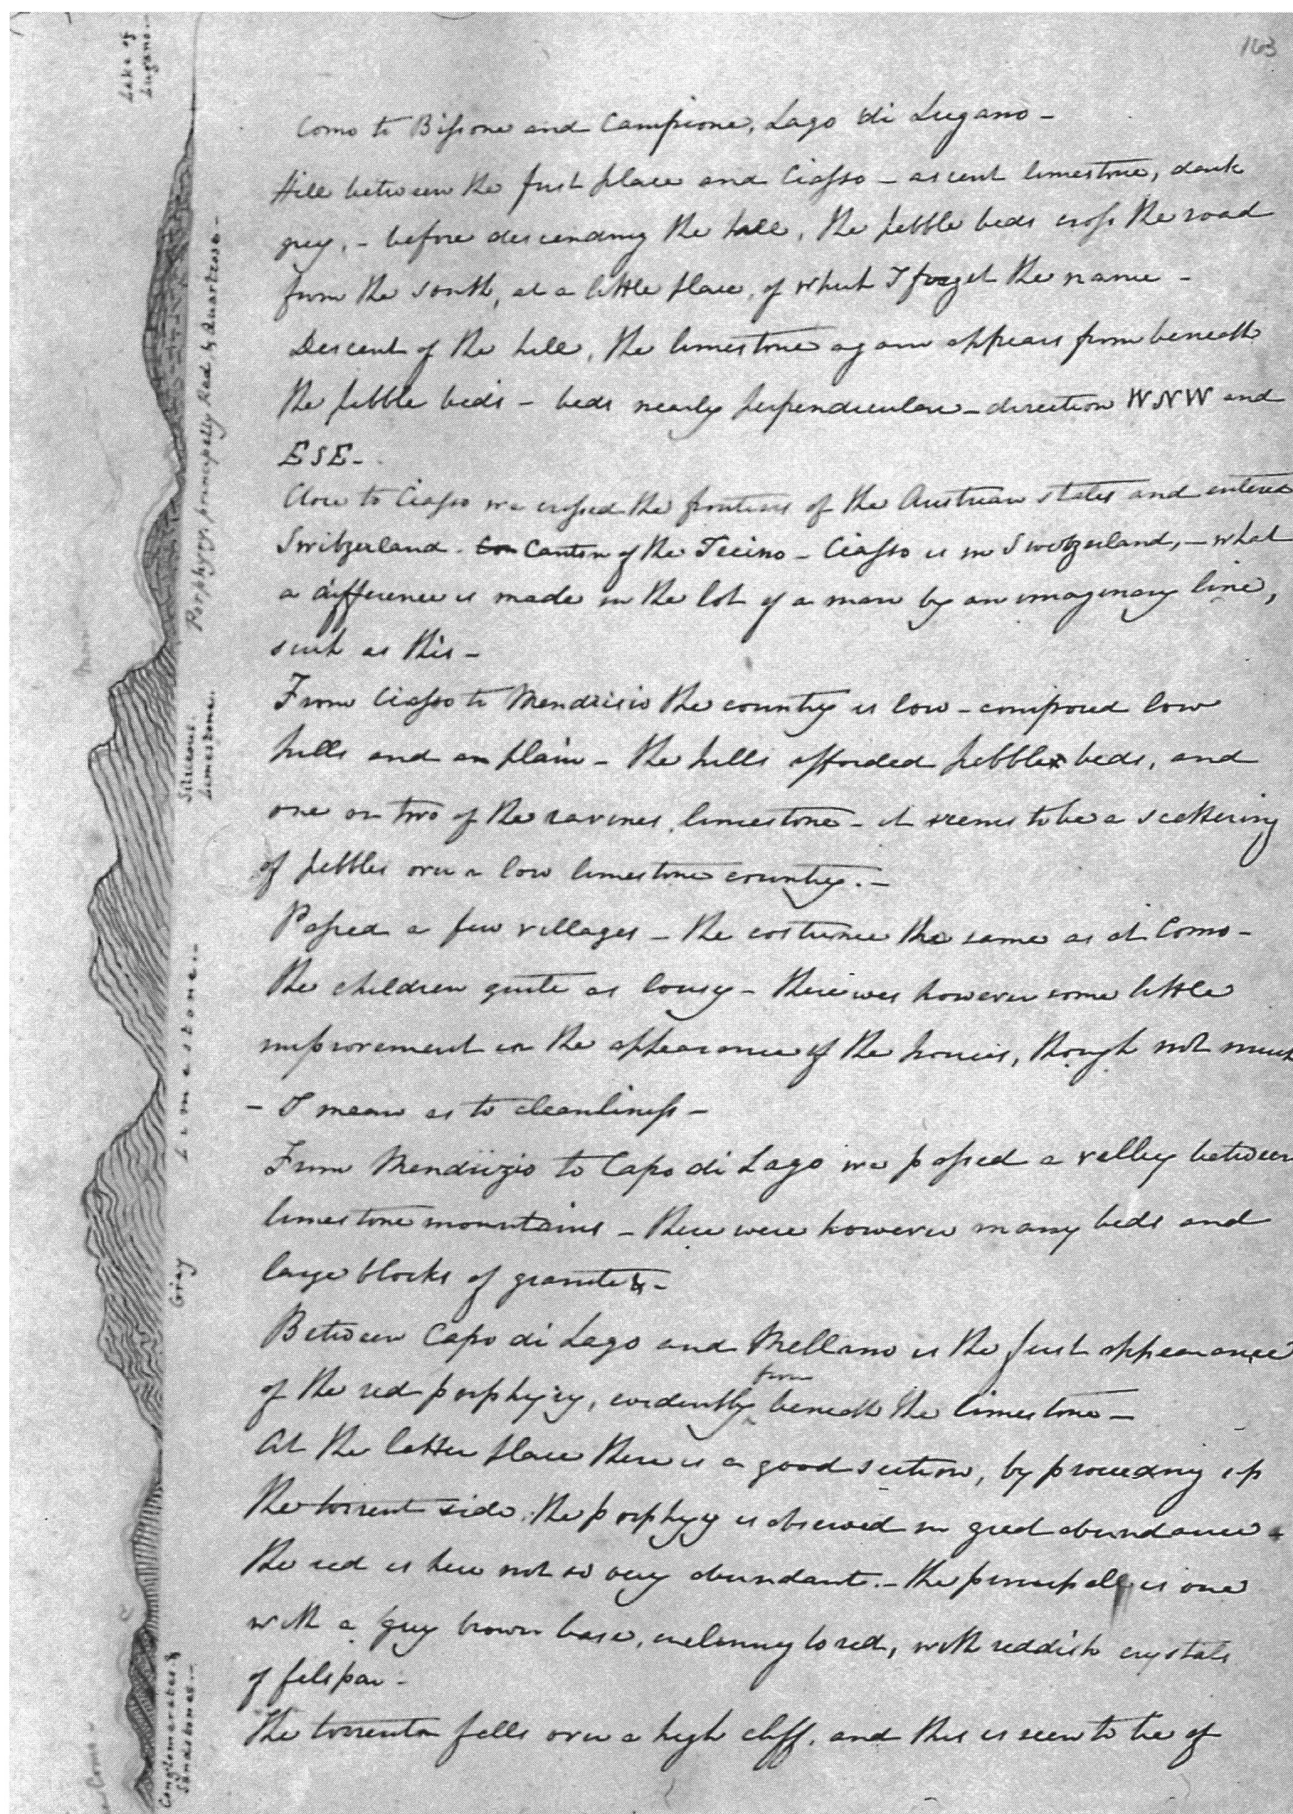 163
Como to Bissone and Campione, Lago di Lugano -
Hill between the first place and Ciasso - ascent limestone, dark
grey, - before descending the hill, the pebble beds cross the road
from the south, at a little place, of which I forget the name -
Descent of the hill, the limestone again appears from beneath
the pebble beds - beds nearly perpendicular - direction WNW and
ESE -
Close to Ciasso we crossed the frontiers of the Austrian states and entered
Switzerland. Can Canton of the Tecino - Ciasso is in Switzerland, - what
a difference is made in the lot of a man by an imaginary line,
such as this -
From Ciasso to Mendrisio the country is low - composed low
hills and a plain - the hills afforded pebble beds, and
one or two of the ravines, limestone - it seems to be a scattering
of pebbles over a low limestone country. -
Passed a few villages - the costume the same as at Como -
the children quite as lousy - there was however some little
improvement in the appearance of the houses, though not much
- I mean as to cleanliness -
From Mendrizio to Capo di Lago we passed a valley between
limestone mountains - there were however many beds and
large blocks of granite -
Between Capo di Lago and Mellano is the first appearance
of the red porphyry, evidently from beneath the limestone -
At the latter place there is a good section, by proceeding up
the torrent side, the porphyry is observed in great abundance +
the red is here not so very abundant. - the principal is one
with a grey brown base, inclining to red, with reddish crystals
of felspar -
The torrent falls over a high cliff, and this is seen to be of
Lake of
Lugano.
Porphyry, principally Red, & Quartzose -
Siliceous
Limestone.
Gray Limestone. -
Conglomerates &
Sandstones. -
Como -